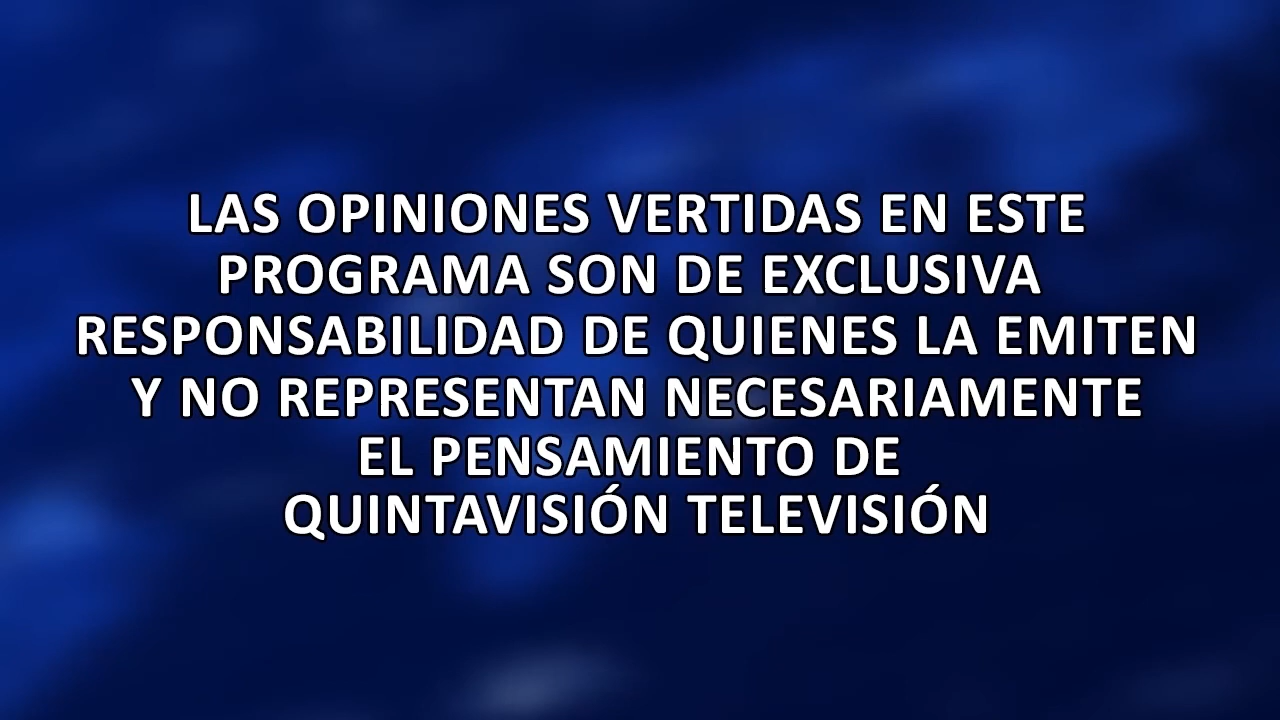 LAS OPINIONES VERTIDAS EN ESTE
PROGRAMA SON DE EXCLUSIVA
RESPONSABILIDAD DE QUIENES LA EMITEN
Y NO REPRESENTAN NECESARIAMENTE
EL PENSAMIENTO DE
QUINTAVISIÓN TELEVISIÓN